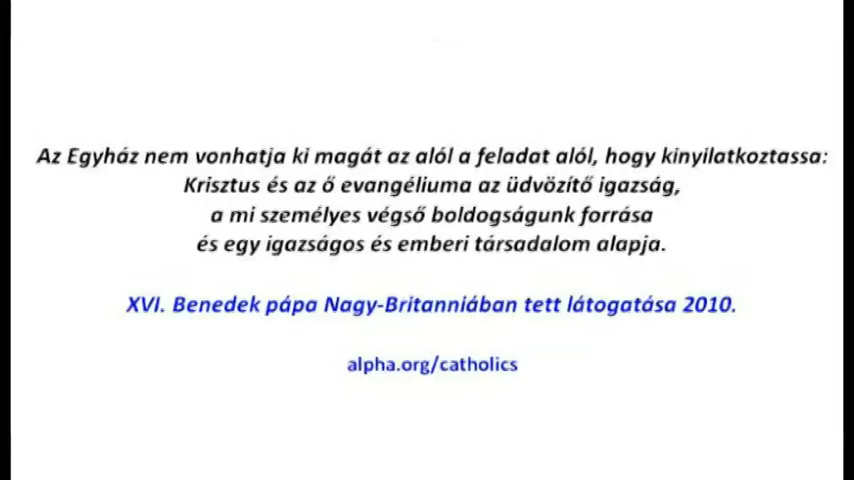 Az Egyház nem vonhatja ki magát az alól a feladat alól, hogy kinyilatkoztassa:
Krisztus és az ő evangéliuma az üdvözítő igazság,
a mi személyes végső boldogságunk forrása
és egy igazságos és emberi társadalom alapja.
XVI. Benedek pápa Nagy-Britanniában tett látogatása 2010.
alpha.org/catholics